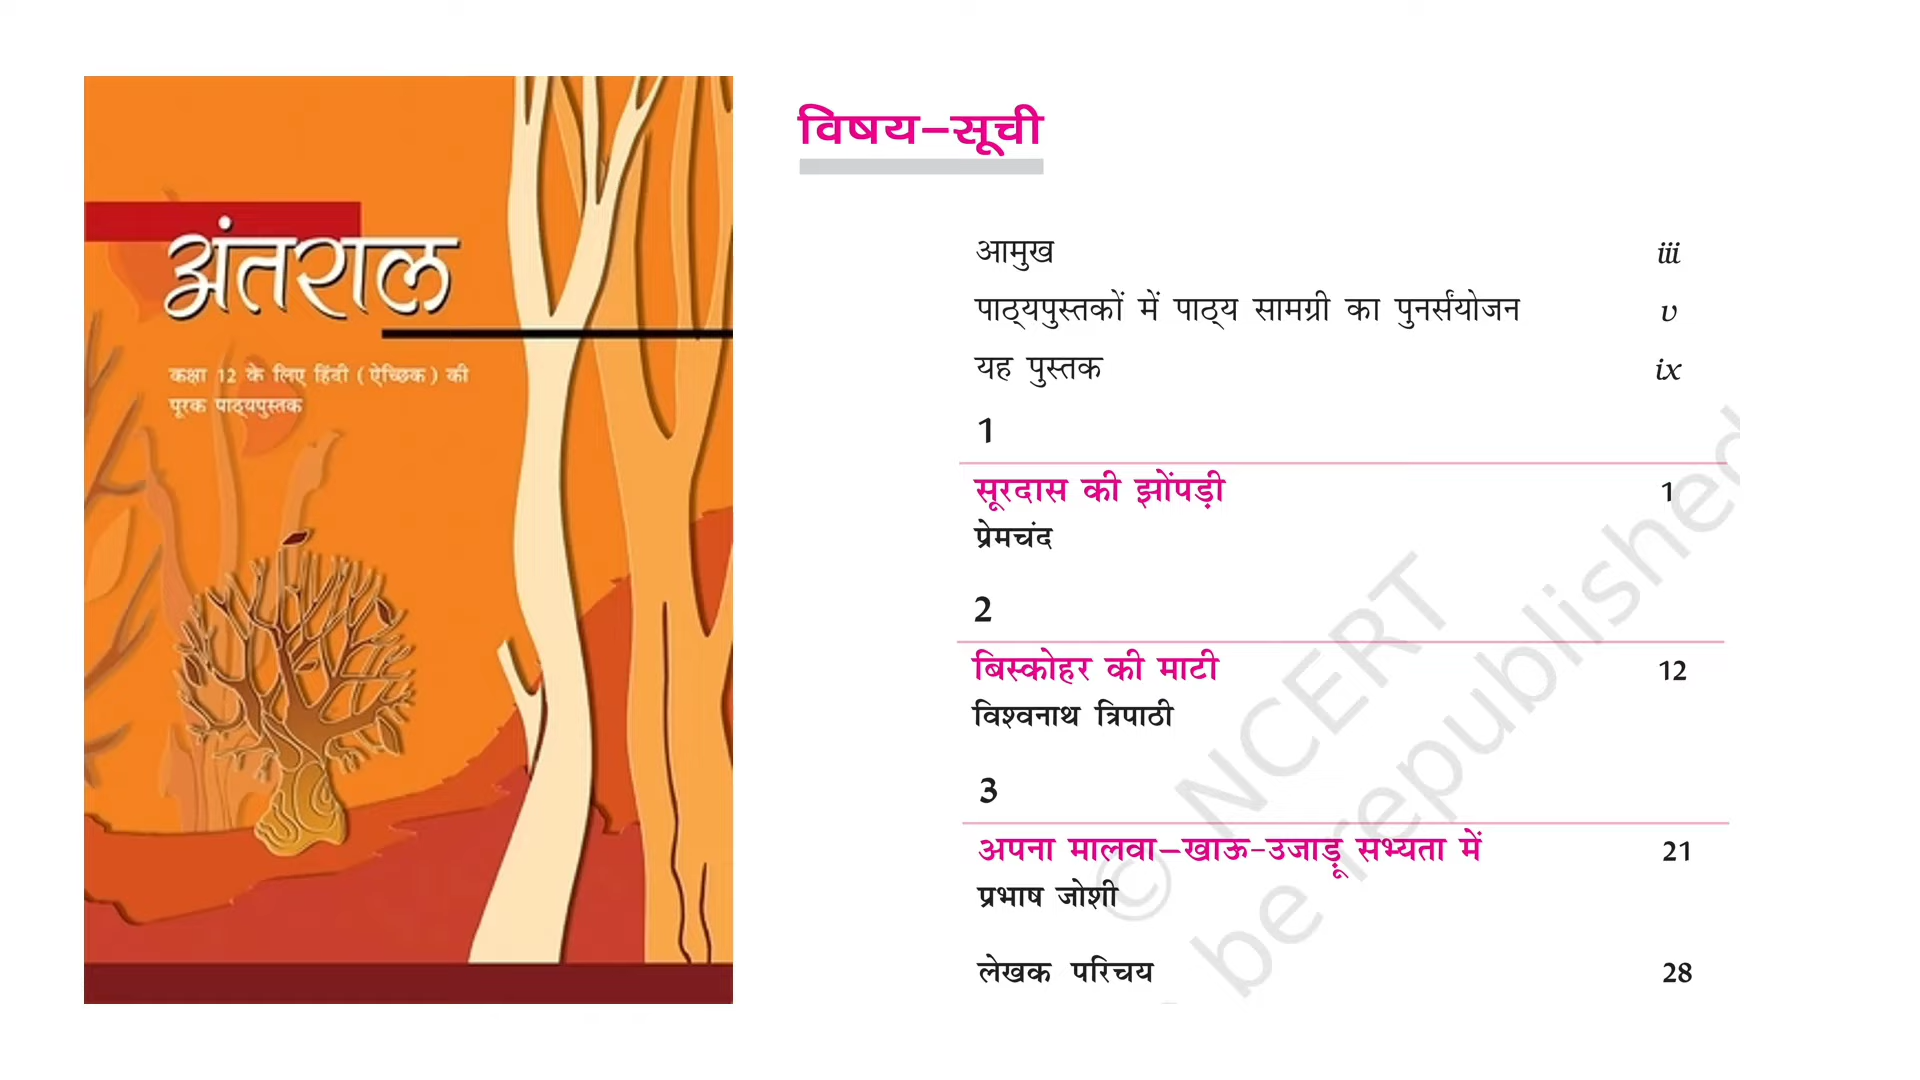 अंतराल
कक्षा 12 के लिए हिंदी (ऐच्छिक) की
पूरक पाठ्यपुस्तक
विषय-सूची
आमुख iii
पाठ्यपुस्तकों में पाठ्य सामग्री का पुनर्संयोजन v
यह पुस्तक ix
1
सूरदास की झोंपड़ी 1
प्रेमचंद
2
बिस्कोहर की माटी 12
विश्वनाथ त्रिपाठी
3
अपना मालवा–खाऊ-उजाड़ू सभ्यता में 21
प्रभाष जोशी
लेखक परिचय 28
© NCERT
be republished